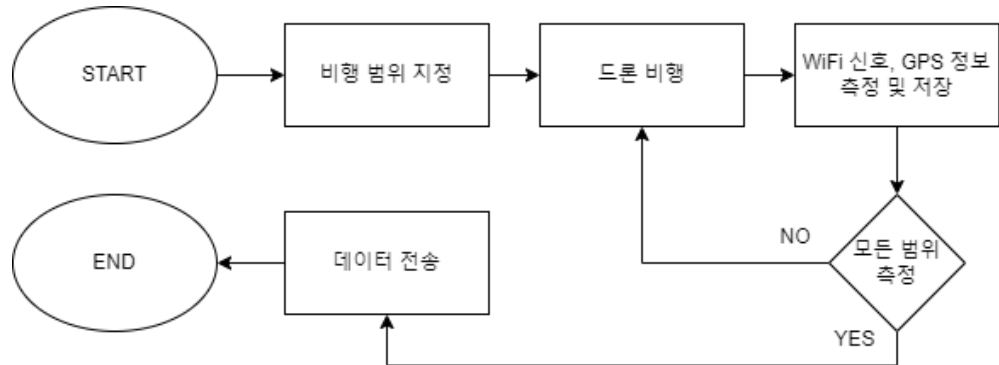 START
비행 범위 지정
드론 비행
WiFi 신호, GPS 정보
측정 및 저장
모든 범위
측정
NO
YES
데이터 전송
END